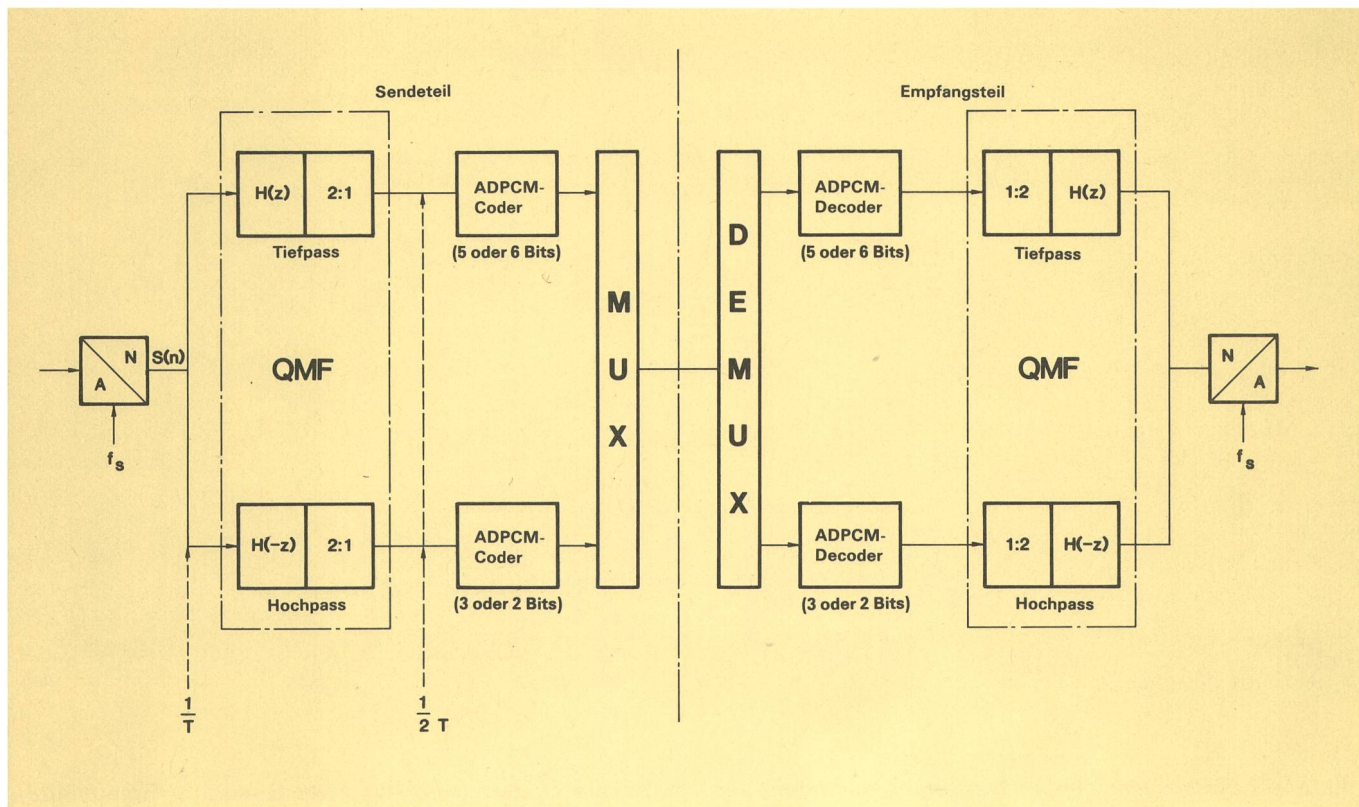 Sendeteil
Empfangsteil
H(z) 2:1
Tiefpass
ADPCM-
Coder
(5 oder 6 Bits)
ADPCM-
Decoder
(5 oder 6 Bits)
1:2 H(z)
Tiefpass
A N
S(n)
f_s
QMF
M
U
X
D
E
M
U
X
QMF
N A
f_s
H(-z) 2:1
Hochpass
ADPCM-
Coder
(3 oder 2 Bits)
ADPCM-
Decoder
(3 oder 2 Bits)
1:2 H(-z)
Hochpass
1/T
1/2 T